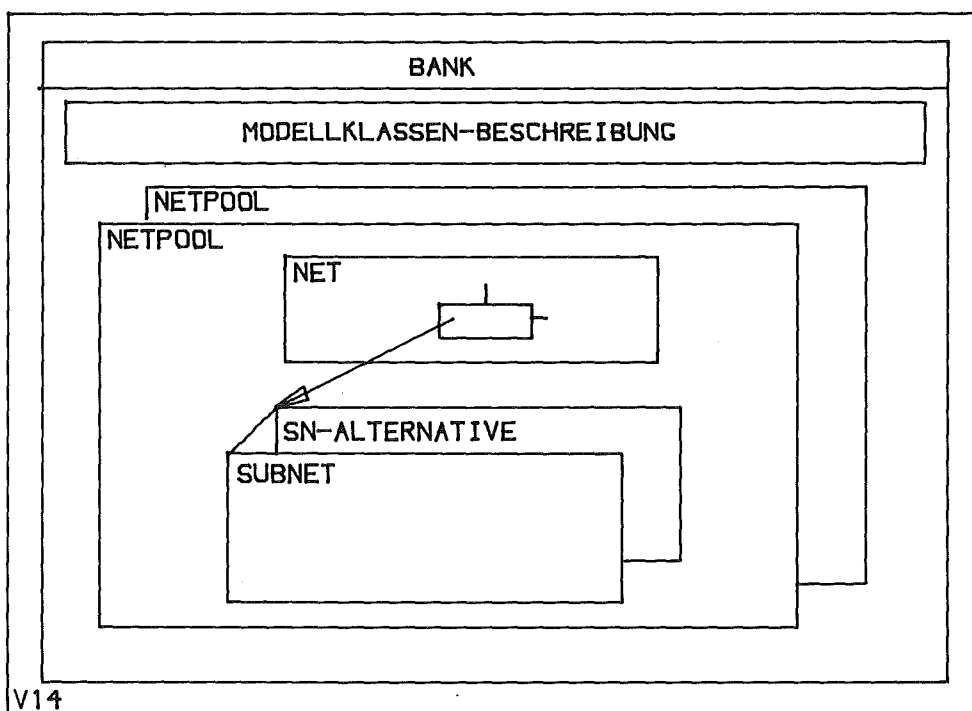 BANK
MODELLKLASSEN-BESCHREIBUNG
NETPOOL
NETPOOL
NET
SN-ALTERNATIVE
SUBNET
V14